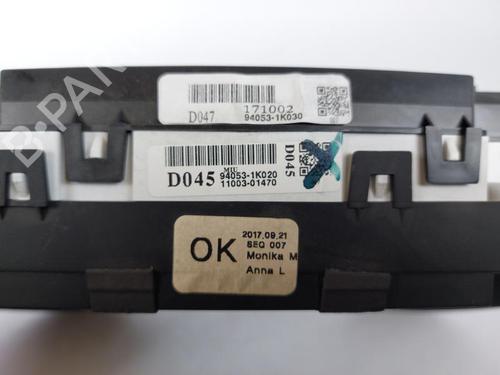 171002
D047 94053-1K030
MTU
D045 94053-1K020 D045
11003-01470
OK 2017.09.21
SEQ 007
Monika M
Anna L
B-PAR